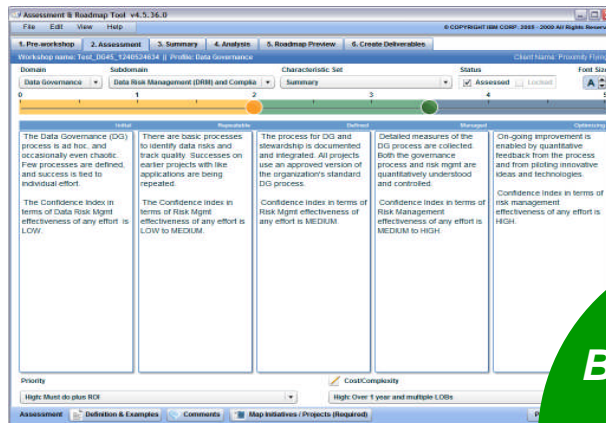 Assessment & Roadmap Tool v4.5.36.0
File Edit View Help
© COPYRIGHT IBM CORP. 2005 - 2009 All Rights Reserv
1. Pre-workshop 2. Assessment 3. Summary 4. Analysis 5. Roadmap Preview 6. Create Deliverables
Workshop name: Test_DG45_1240524634 || Profile: Data Governance Client Name: Proximity Flying
Domain Subdomain Characteristic Set Status Font Size
Data Governance Data Risk Management (DRM) and Complia Summary Assessed Locked A
0 1 2 3 4 5
Initial Repeatable Defined Managed Optimizing
The Data Governance (DG)
process is ad hoc, and
occasionally even chaotic.
Few processes are defined,
and success is tied to
individual effort.
The Confidence Index in
terms of Data Risk Mgmt
effectiveness of any effort is
LOW.
There are basic processes
to identify data risks and
track quality. Successes on
earlier projects with like
applications are being
repeated.
The Confidence Index in
terms of Risk Mgmt
effectiveness of any effort is
LOW to MEDIUM.
The process for DG and
stewardship is documented
and integrated. All projects
use an approved version of
the organization's standard
DG process.
Confidence Index in terms of
Risk Mgmt effectiveness of
any effort is MEDIUM.
Detailed measures of the
DG process are collected.
Both the governance
process and risk mgmt are
quantitatively understood
and controlled.
Confidence Index in terms of
Risk Management
effectiveness of any effort is
MEDIUM to HIGH.
On-going improvement is
enabled by quantitative
feedback from the process
and from piloting innovative
ideas and technologies.
Confidence Index in terms of
risk management
effectiveness of any effort is
HIGH.
B
Priority Cost/Complexity
High: Must do plus ROI High: Over 1 year and multiple LOBs
Assessment Definition & Examples Comments Map Initiatives / Projects (Required) P